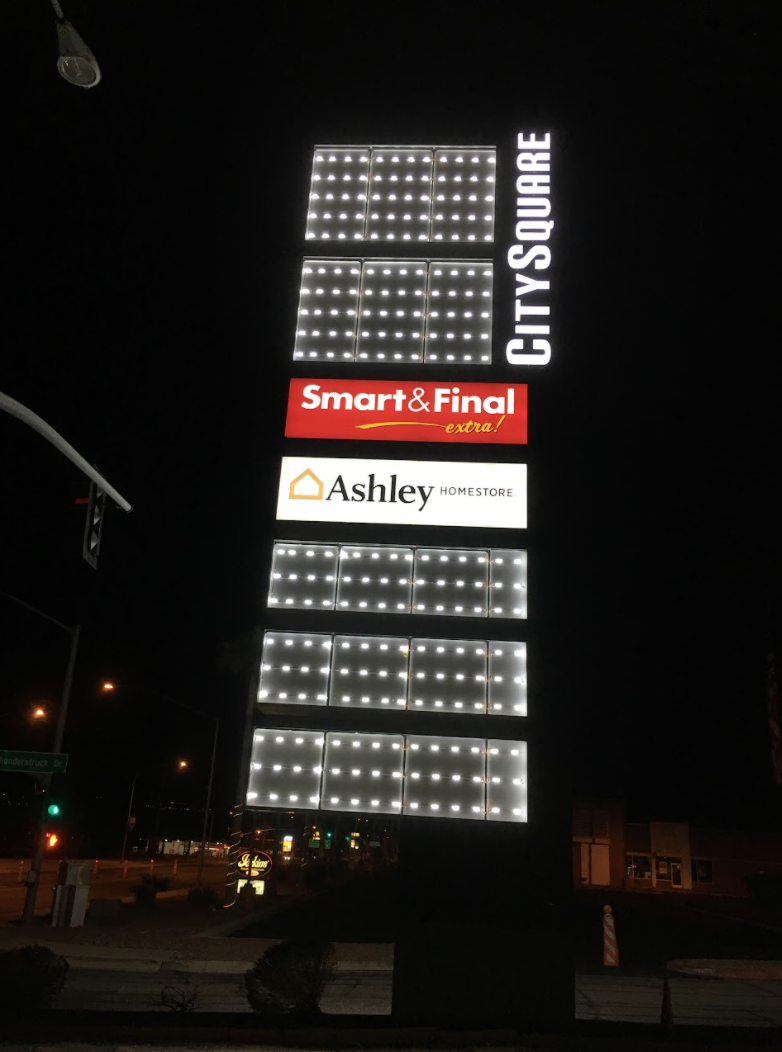 CITYSQUARE
Smart&Final
extra!
Ashley HOMESTORE